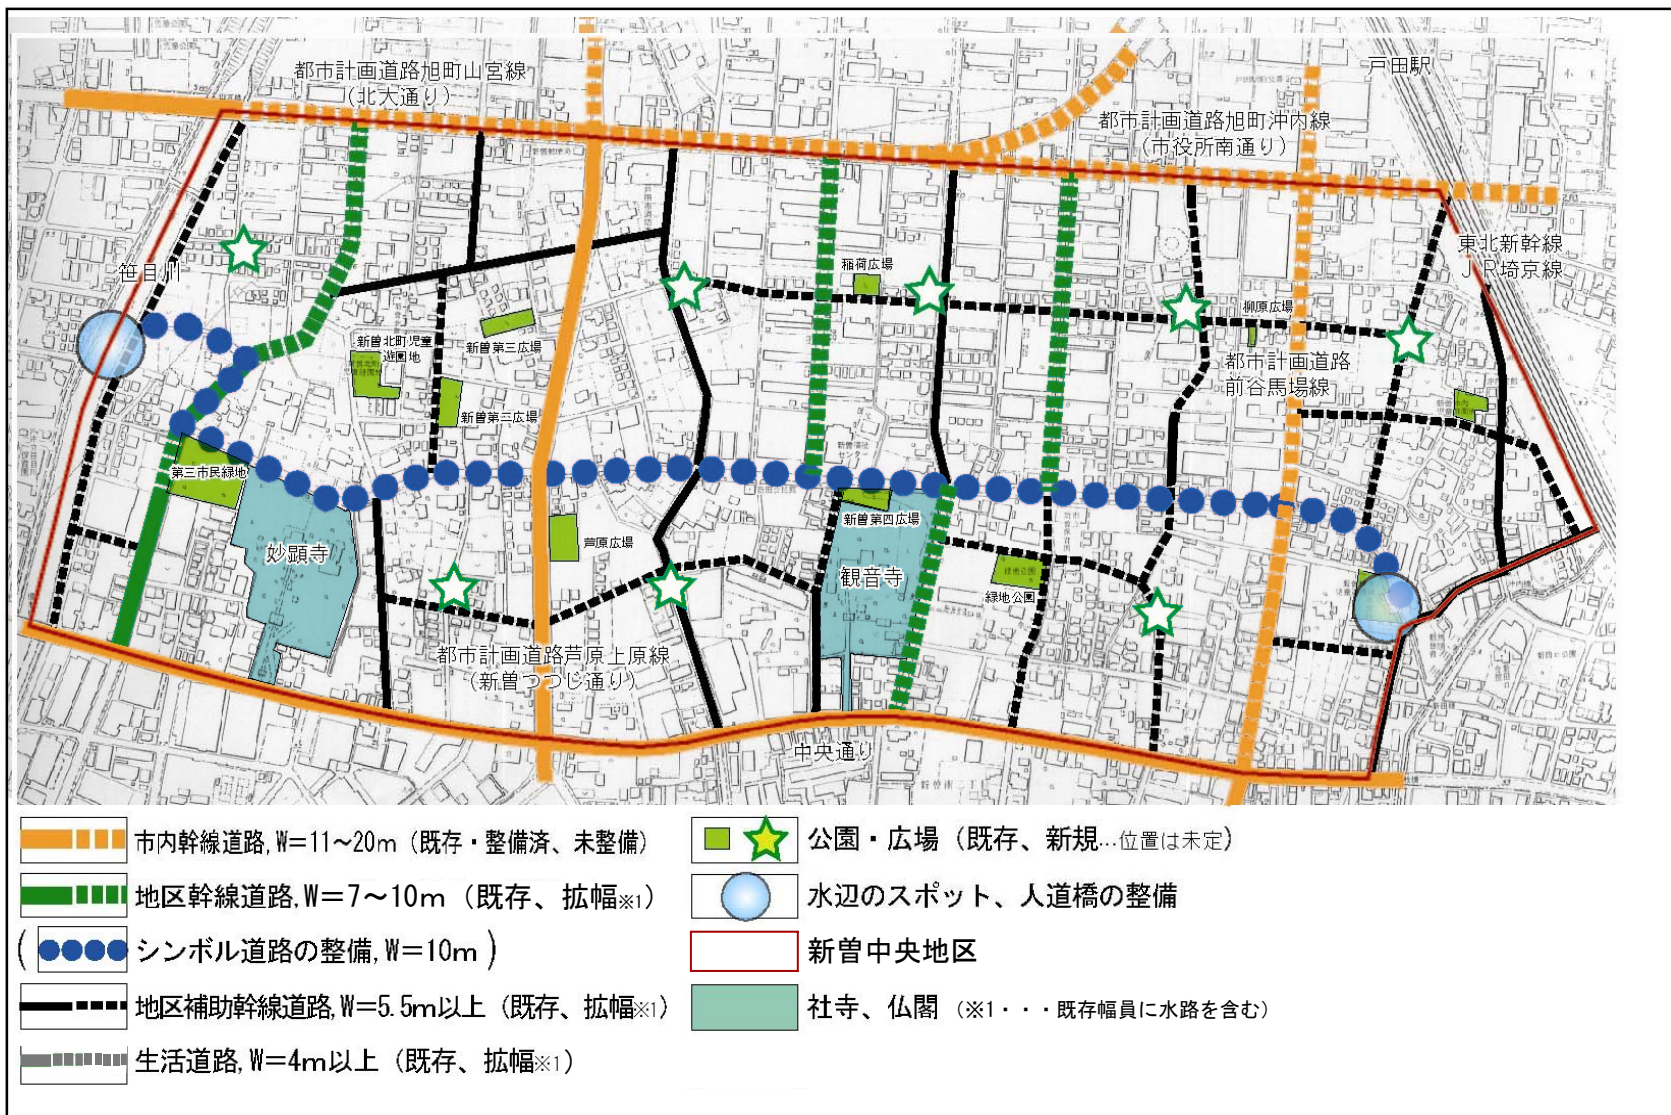 戸田駅
都市計画道路旭町山宮線
（北大通り）
都市計画道路旭町沖内線
（市役所南通り）
東北新幹線
ＪＲ埼京線
笹目川
稲荷広場
柳原広場
新曽北町児童
遊園地
新曽第三広場
都市計画道路
前谷馬場線
新曽第二広場
第三市民緑地
新曽第四広場
芦原広場
妙顕寺
観音寺
緑地公園
都市計画道路芦原上原線
（新曽つつじ通り）
中央通り
市内幹線道路,W＝11～20m（既存・整備済、未整備）
地区幹線道路,W＝7～10m（既存、拡幅※1）
（シンボル道路の整備,W＝10m）
地区補助幹線道路,W＝5.5m以上（既存、拡幅※1）
生活道路,W＝4m以上（既存、拡幅※1）
公園・広場（既存、新規…位置は未定）
水辺のスポット、人道橋の整備
新曽中央地区
社寺、仏閣（※1・・・既存幅員に水路を含む）